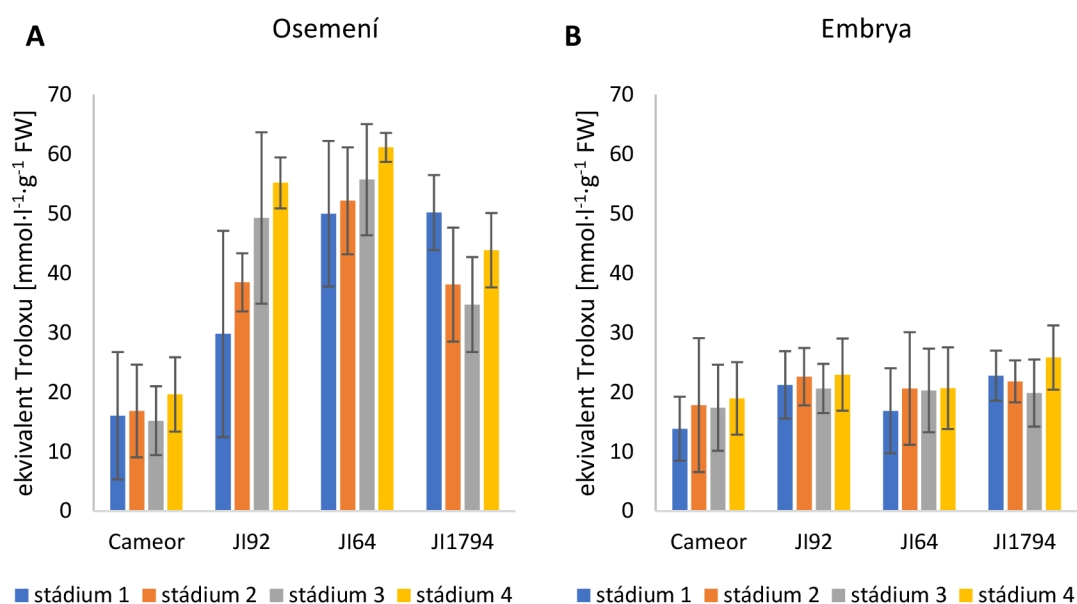 A
Osemení
ekvivalent Troloxu [mmol·l⁻¹·g⁻¹ FW]
70
60
50
40
30
20
10
0
Cameor JI92 JI64 JI1794
stádium 1 stádium 2 stádium 3 stádium 4
B
Embrya
ekvivalent Troloxu [mmol·l⁻¹·g⁻¹ FW]
70
60
50
40
30
20
10
0
Cameor JI92 JI64 JI1794
stádium 1 stádium 2 stádium 3 stádium 4